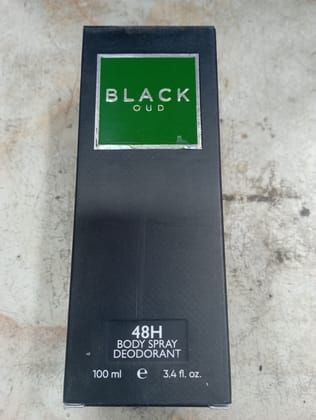 BLACK
OUD
48H
BODY SPRAY
DEODORANT
100 ml ℮ 3.4 fl. oz.